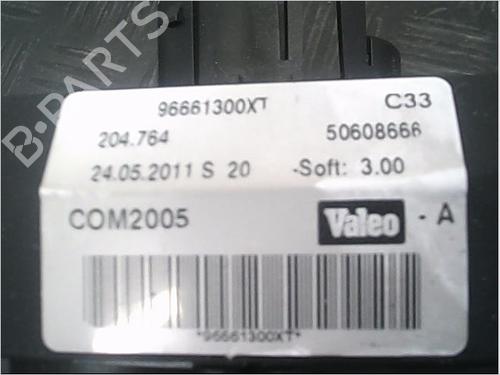 B-PARTS
96661300XT C33
204.764 50608666
24.05.2011 S 20 -Soft: 3.00
COM2005 Valeo - A
*96661300XT*